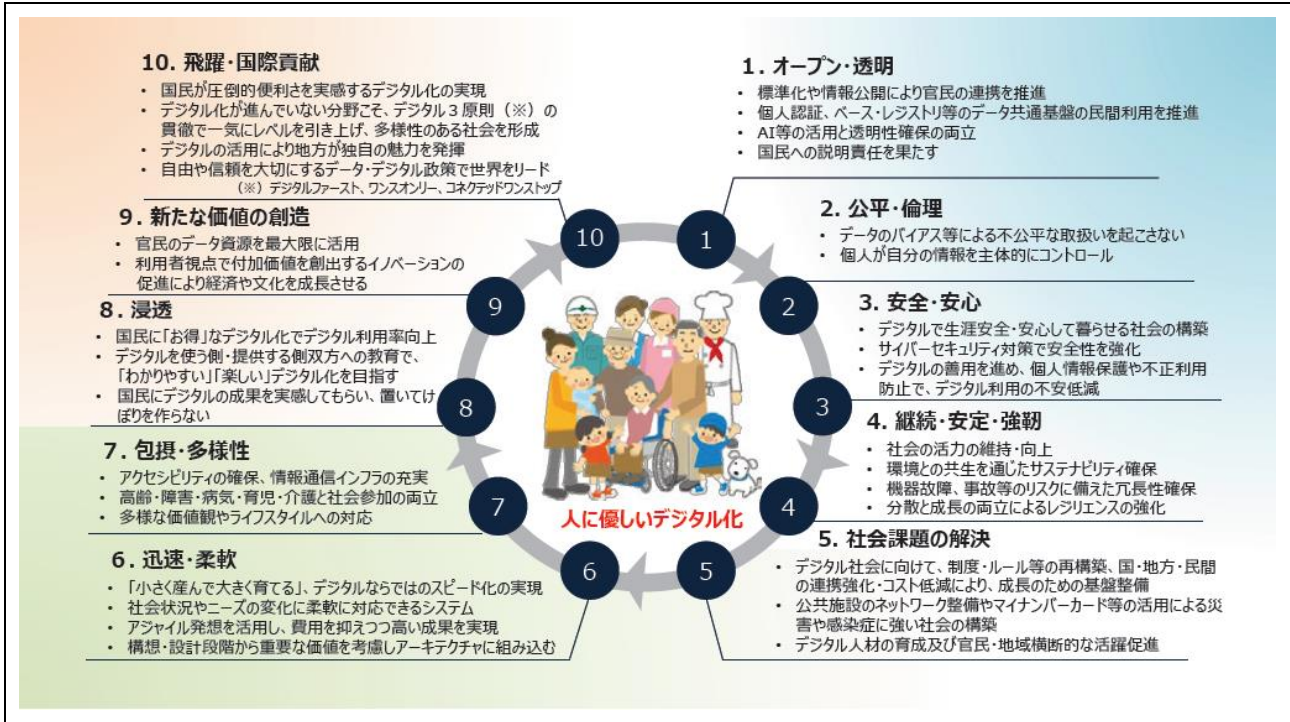 10. 飛躍・国際貢献
• 国民が圧倒的便利さを実感するデジタル化の実現
• デジタル化が進んでいない分野こそ、デジタル3原則（※）の
貫徹で一気にレベルを引き上げ、多様性のある社会を形成
• デジタルの活用により地方が独自の魅力を発揮
• 自由や信頼を大切にするデータ・デジタル政策で世界をリード
（※）デジタルファースト、ワンスオンリー、コネクテッドワンストップ
9. 新たな価値の創造
• 官民のデータ資源を最大限に活用
• 利用者視点で付加価値を創出するイノベーションの
促進により経済や文化を成長させる
8. 浸透
• 国民に「お得」なデジタル化でデジタル利用率向上
• デジタルを使う側・提供する側双方への教育で、
「わかりやすい」「楽しい」デジタル化を目指す
• 国民にデジタルの成果を実感してもらい、置いてけ
ぼりを作らない
7. 包摂・多様性
• アクセシビリティの確保、情報通信インフラの充実
• 高齢・障害・病気・育児・介護と社会参加の両立
• 多様な価値観やライフスタイルへの対応
6. 迅速・柔軟
• 「小さく産んで大きく育てる」、デジタルならではのスピード化の実現
• 社会状況やニーズの変化に柔軟に対応できるシステム
• アジャイル発想を活用し、費用を抑えつつ高い成果を実現
• 構想・設計段階から重要な価値を考慮しアーキテクチャに組み込む
1. オープン・透明
• 標準化や情報公開により官民の連携を推進
• 個人認証、ベース・レジストリ等のデータ共通基盤の民間利用を推進
• AI等の活用と透明性確保の両立
• 国民への説明責任を果たす
2. 公平・倫理
• データのバイアス等による不公平な取扱いを起こさない
• 個人が自分の情報を主体的にコントロール
3. 安全・安心
• デジタルで生涯安全・安心して暮らせる社会の構築
• サイバーセキュリティ対策で安全性を強化
• デジタルの善用を進め、個人情報保護や不正利用
防止で、デジタル利用の不安低減
4. 継続・安定・強靭
• 社会の活力の維持・向上
• 環境との共生を通じたサステナビリティ確保
• 機器故障、事故等のリスクに備えた冗長性確保
• 分散と成長の両立によるレジリエンスの強化
5. 社会課題の解決
• デジタル社会に向けて、制度・ルール等の再構築、国・地方・民間
の連携強化・コスト低減により、成長のための基盤整備
• 公共施設のネットワーク整備やマイナンバーカード等の活用による災
害や感染症に強い社会の構築
• デジタル人材の育成及び官民・地域横断的な活躍促進
10
1
9
2
8
3
7
4
6
5
人に優しいデジタル化